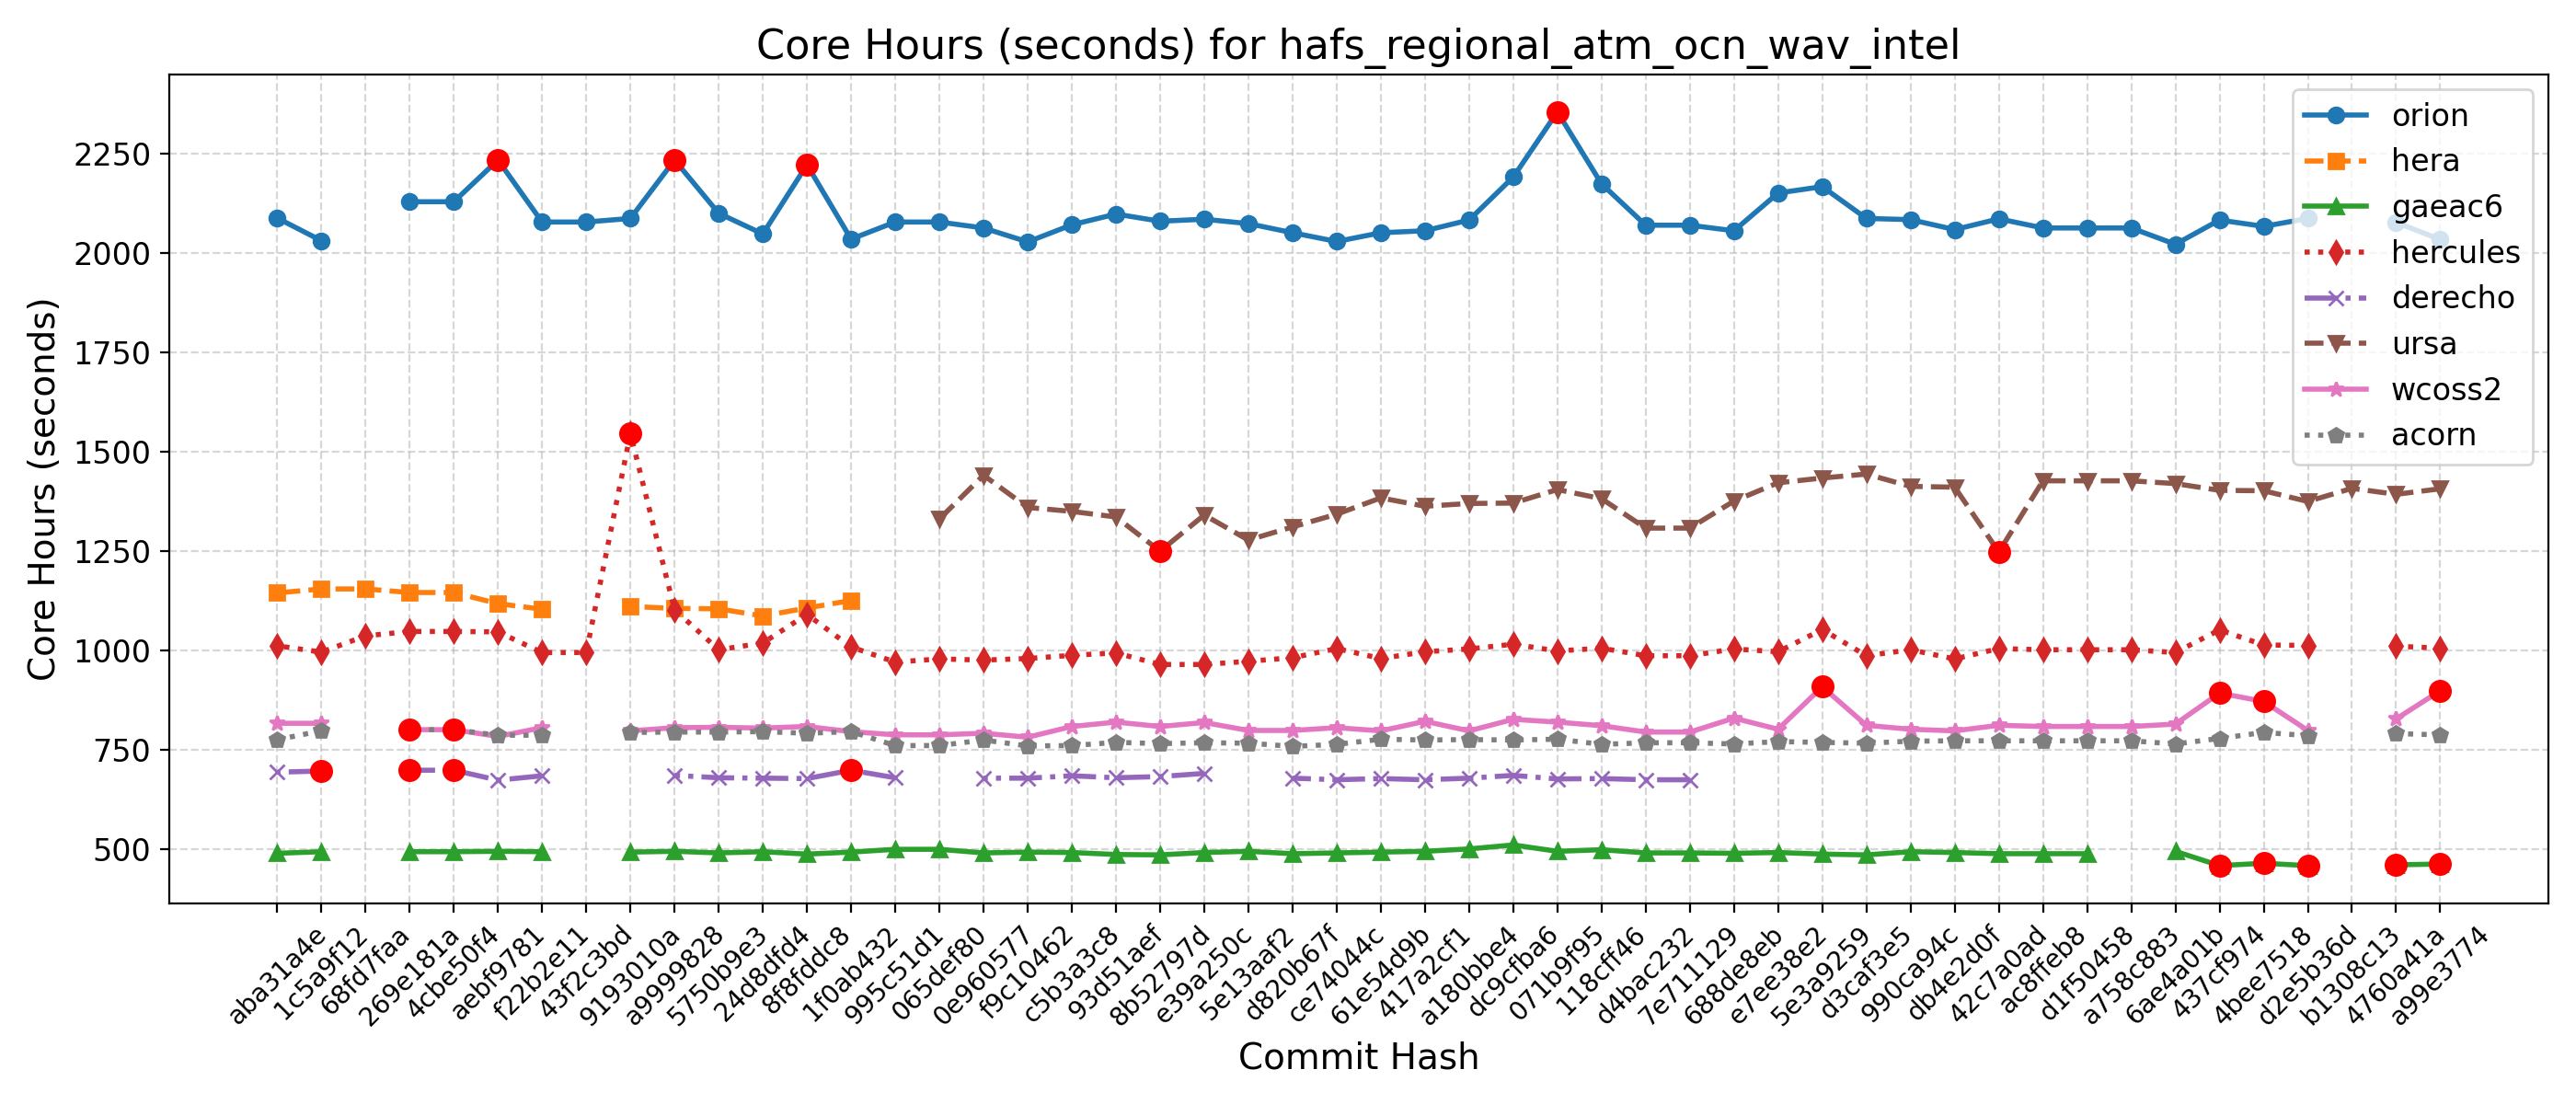 Core Hours (seconds) for hafs_regional_atm_ocn_wav_intel
Core Hours (seconds)
2250
2000
1750
1500
1250
1000
750
500
orion
hera
gaeac6
hercules
derecho
ursa
wcoss2
acorn
aba31a4e
1c5a9f12
68fd7faa
269e181a
4cbe50f4
aebf9781
f22b2e11
43f2c3bd
9193010a
a9999828
5750b9e3
24d8dfd4
8f8fddc8
1f0ab432
995c51d1
065def80
0e960577
f9c10462
c5b3a3c8
93d51aef
8b52797d
e39a250c
5e13aaf2
d820b67f
ce74044c
61e54d9b
417a2cf1
a180bbe4
dc9cfba6
071b9f95
118cff46
d4bac232
7e711129
688de8eb
e7ee38e2
5e3a9259
d3caf3e5
990ca94c
db4e2d0f
42c7a0ad
ac8ffeb8
d1f50458
a758c883
6ae4a01b
437cf974
4bee7518
d2e5b36d
b1308c13
4760a41a
a99e3774
Commit Hash